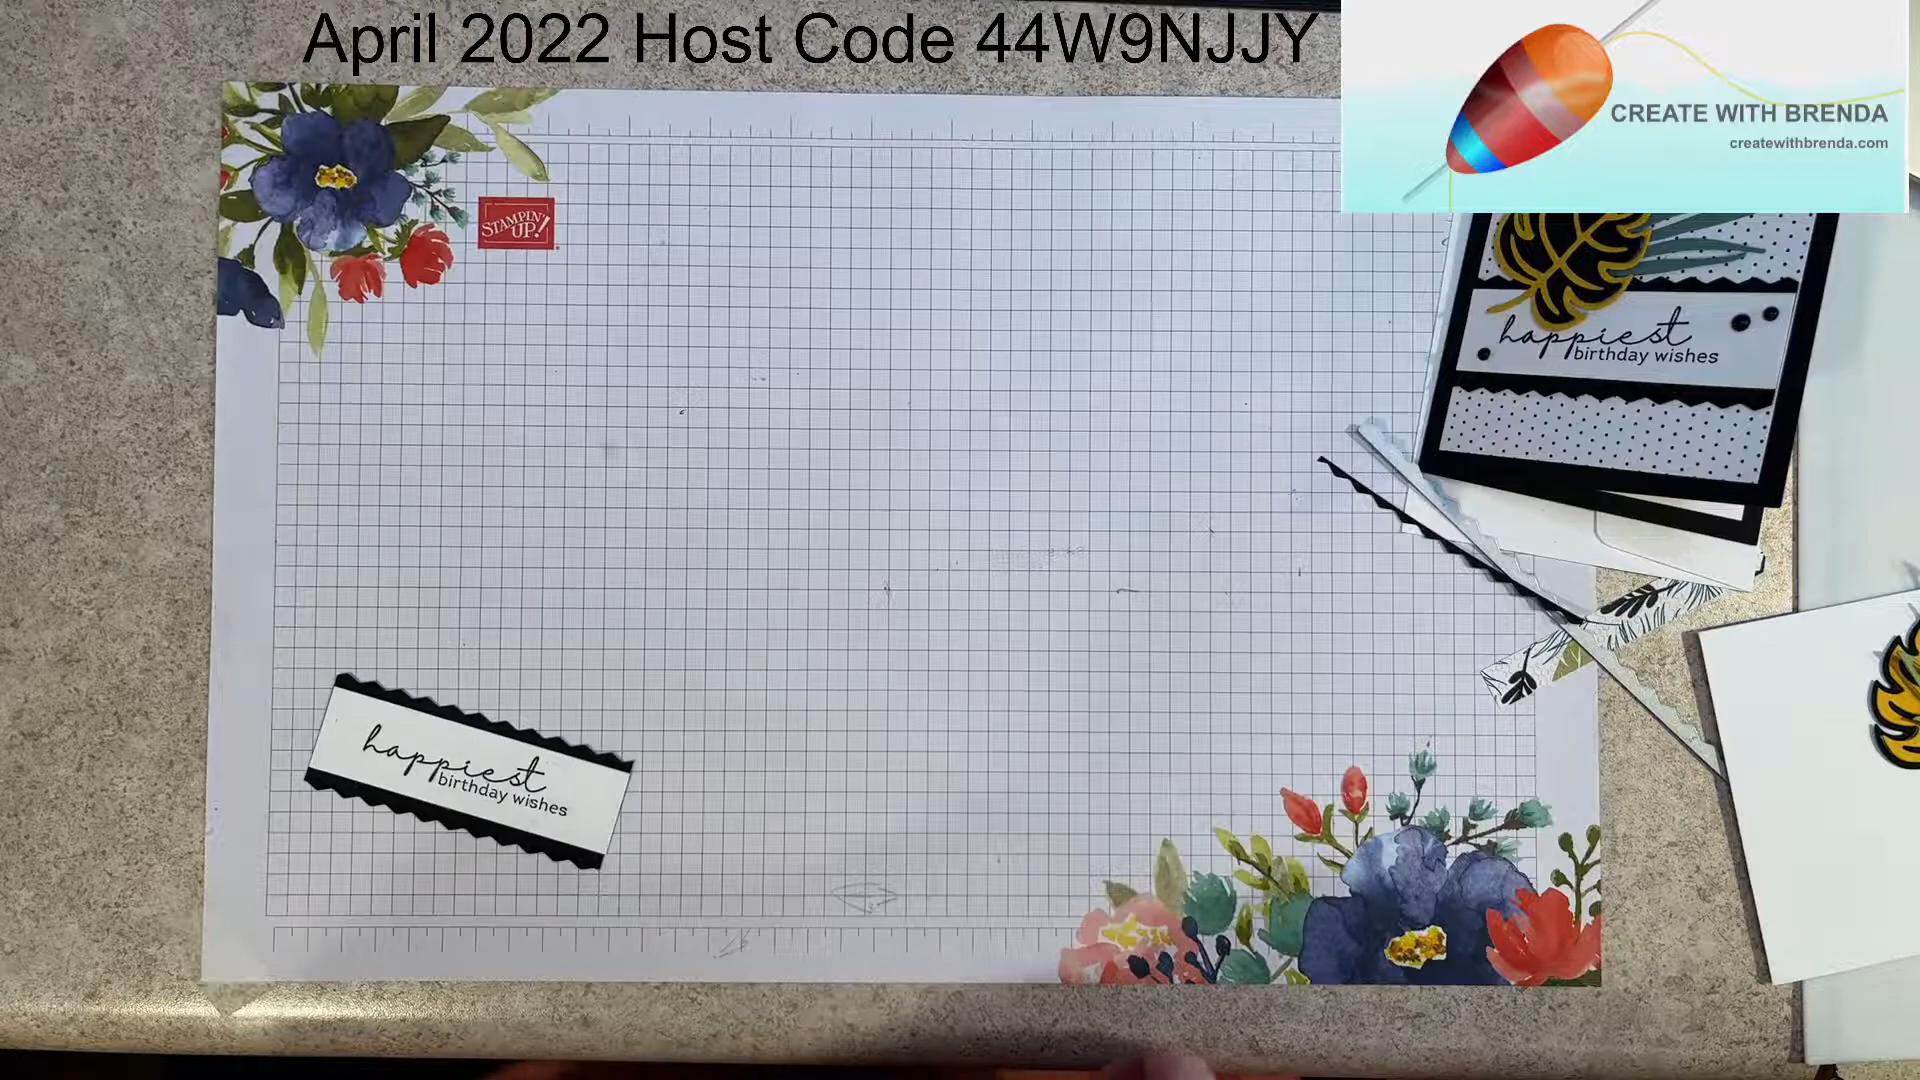 April 2022 Host Code 44W9NJJY
CREATE WITH BRENDA
createwithbrenda.com
STAMPIN'
UP!
happiest
birthday wishes
happiest
birthday wishes